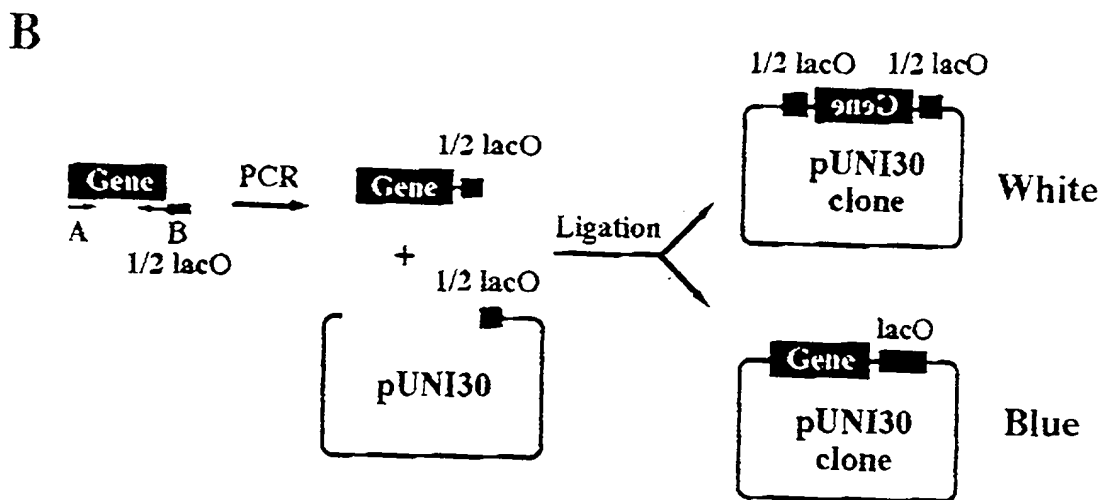 B
Gene
A
B
1/2 lacO
PCR
1/2 lacO
Gene
+
1/2 lacO
pUNI30
Ligation
1/2 lacO 1/2 lacO
Gene
pUNI30
clone
White
lacO
Gene
pUNI30
clone
Blue